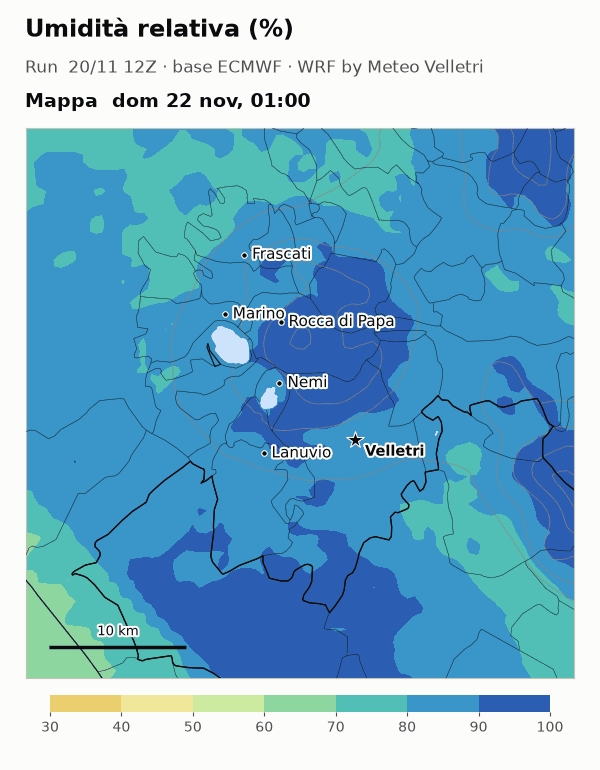 Umidità relativa (%)
Run  20/11 12Z · base ECMWF · WRF by Meteo Velletri
Mappa  dom 22 nov, 01:00
Frascati
Marino
Rocca di Papa
Nemi
Velletri
Lanuvio
10 km
30 40 50 60 70 80 90 100